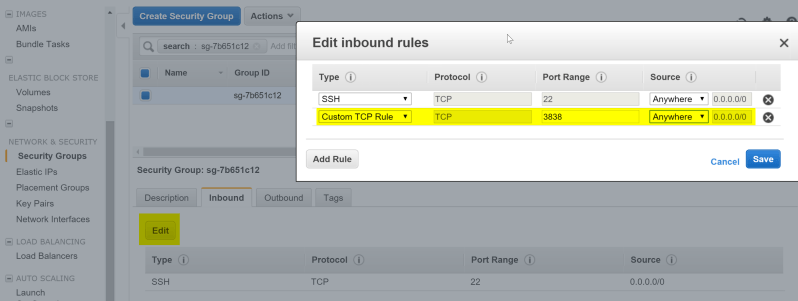 IMAGES
AMIs
Bundle Tasks
ELASTIC BLOCK STORE
Volumes
Snapshots
NETWORK & SECURITY
Security Groups
Elastic IPs
Placement Groups
Key Pairs
Network Interfaces
LOAD BALANCING
Load Balancers
AUTO SCALING
Launch
Create Security Group Actions
search : sg-7b651c12 Add filt
Name Group ID
sg-7b651c12
Edit inbound rules
Type Protocol Port Range Source
SSH TCP 22 Anywhere 0.0.0.0/0
Custom TCP Rule TCP 3838 Anywhere 0.0.0.0/0
Add Rule
Cancel Save
Security Group: sg-7b651c12
Description Inbound Outbound Tags
Edit
Type Protocol Port Range Source
SSH TCP 22 0.0.0.0/0